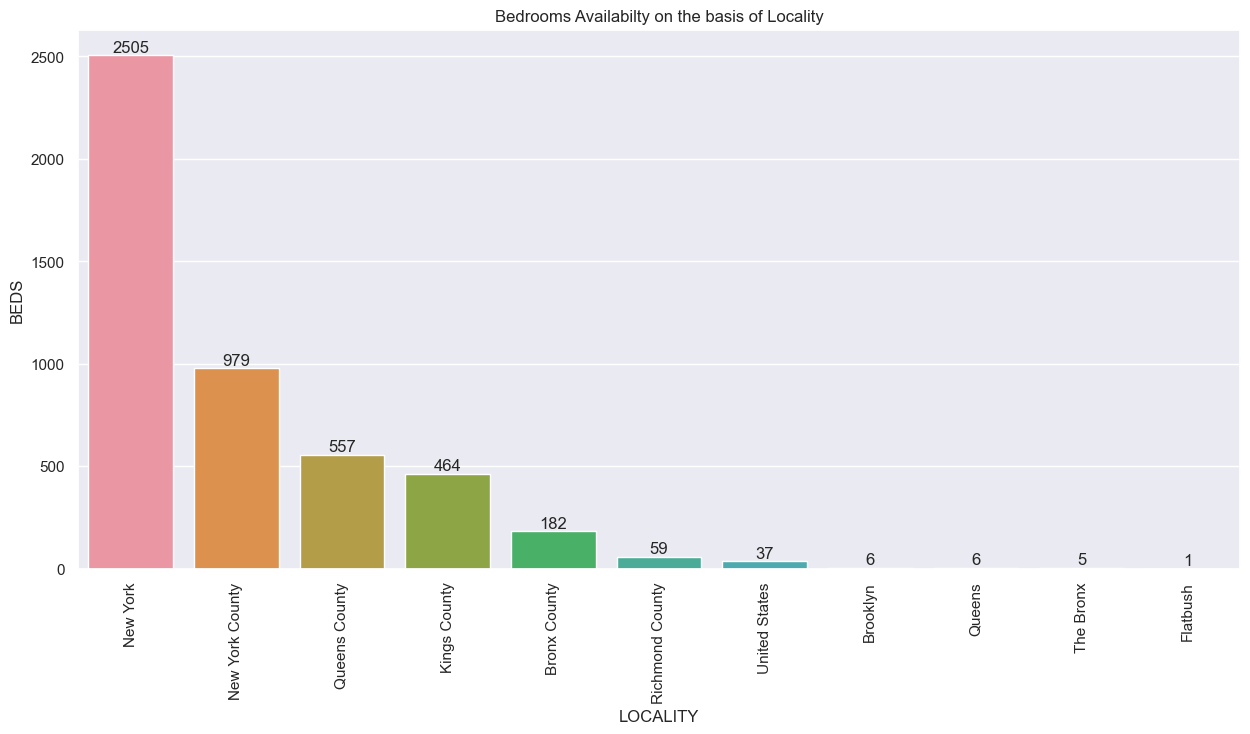 Bedrooms Availabilty on the basis of Locality
2500
2000
1500
1000
500
0
BEDS
2505
979
557
464
182
59
37
6
6
5
1
New York
New York County
Queens County
Kings County
Bronx County
Richmond County
United States
Brooklyn
Queens
The Bronx
Flatbush
LOCALITY